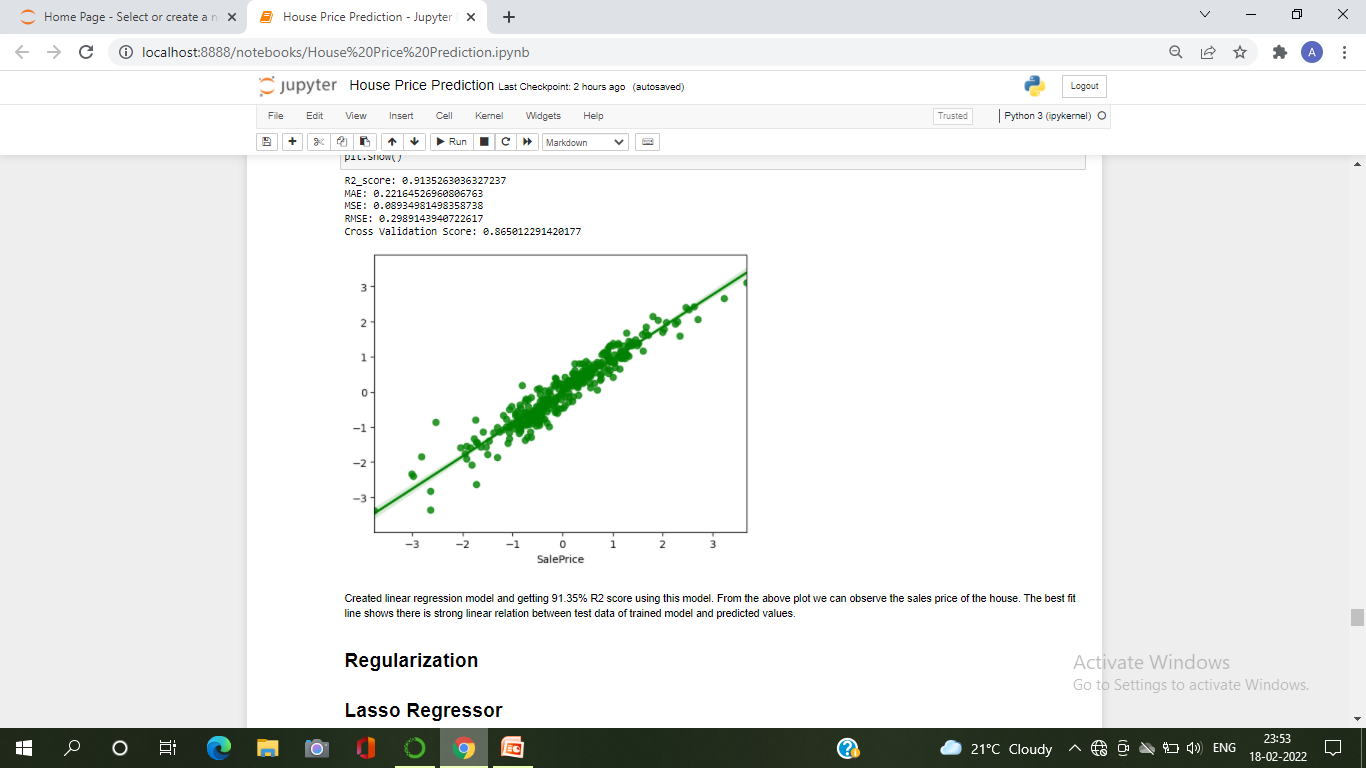 Home Page - Select or create a n
House Price Prediction - Jupyter
localhost:8888/notebooks/House%20Price%20Prediction.ipynb
A
jupyter House Price Prediction Last Checkpoint: 2 hours ago (autosaved)
Logout
File Edit View Insert Cell Kernel Widgets Help
Trusted
Python 3 (ipykernel)
Run
Markdown
plt.show()
R2_score: 0.9135263036327237
MAE: 0.22164526960806763
MSE: 0.08934981498358738
RMSE: 0.2989143940722617
Cross Validation Score: 0.865012291420177
3
2
1
0
−1
−2
−3
−3 −2 −1 0 1 2 3
SalePrice
Created linear regression model and getting 91.35% R2 score using this model. From the above plot we can observe the sales price of the house. The best fit
line shows there is strong linear relation between test data of trained model and predicted values.
Regularization
Lasso Regressor
Activate Windows
Go to Settings to activate Windows.
21°C Cloudy
ENG
23:53
18-02-2022